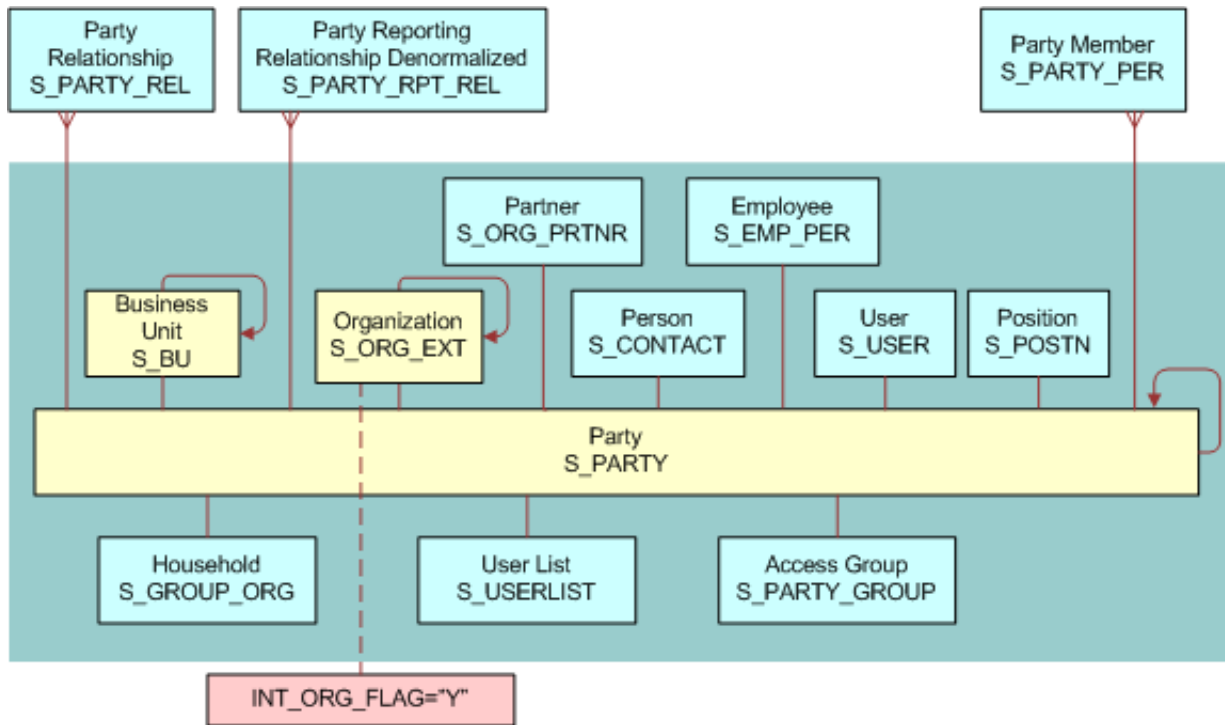 Party
Relationship
S_PARTY_REL
Party Reporting
Relationship Denormalized
S_PARTY_RPT_REL
Party Member
S_PARTY_PER
Partner
S_ORG_PRTNR
Employee
S_EMP_PER
Business
Unit
S_BU
Organization
S_ORG_EXT
Person
S_CONTACT
User
S_USER
Position
S_POSTN
Party
S_PARTY
Household
S_GROUP_ORG
User List
S_USERLIST
Access Group
S_PARTY_GROUP
INT_ORG_FLAG="Y"